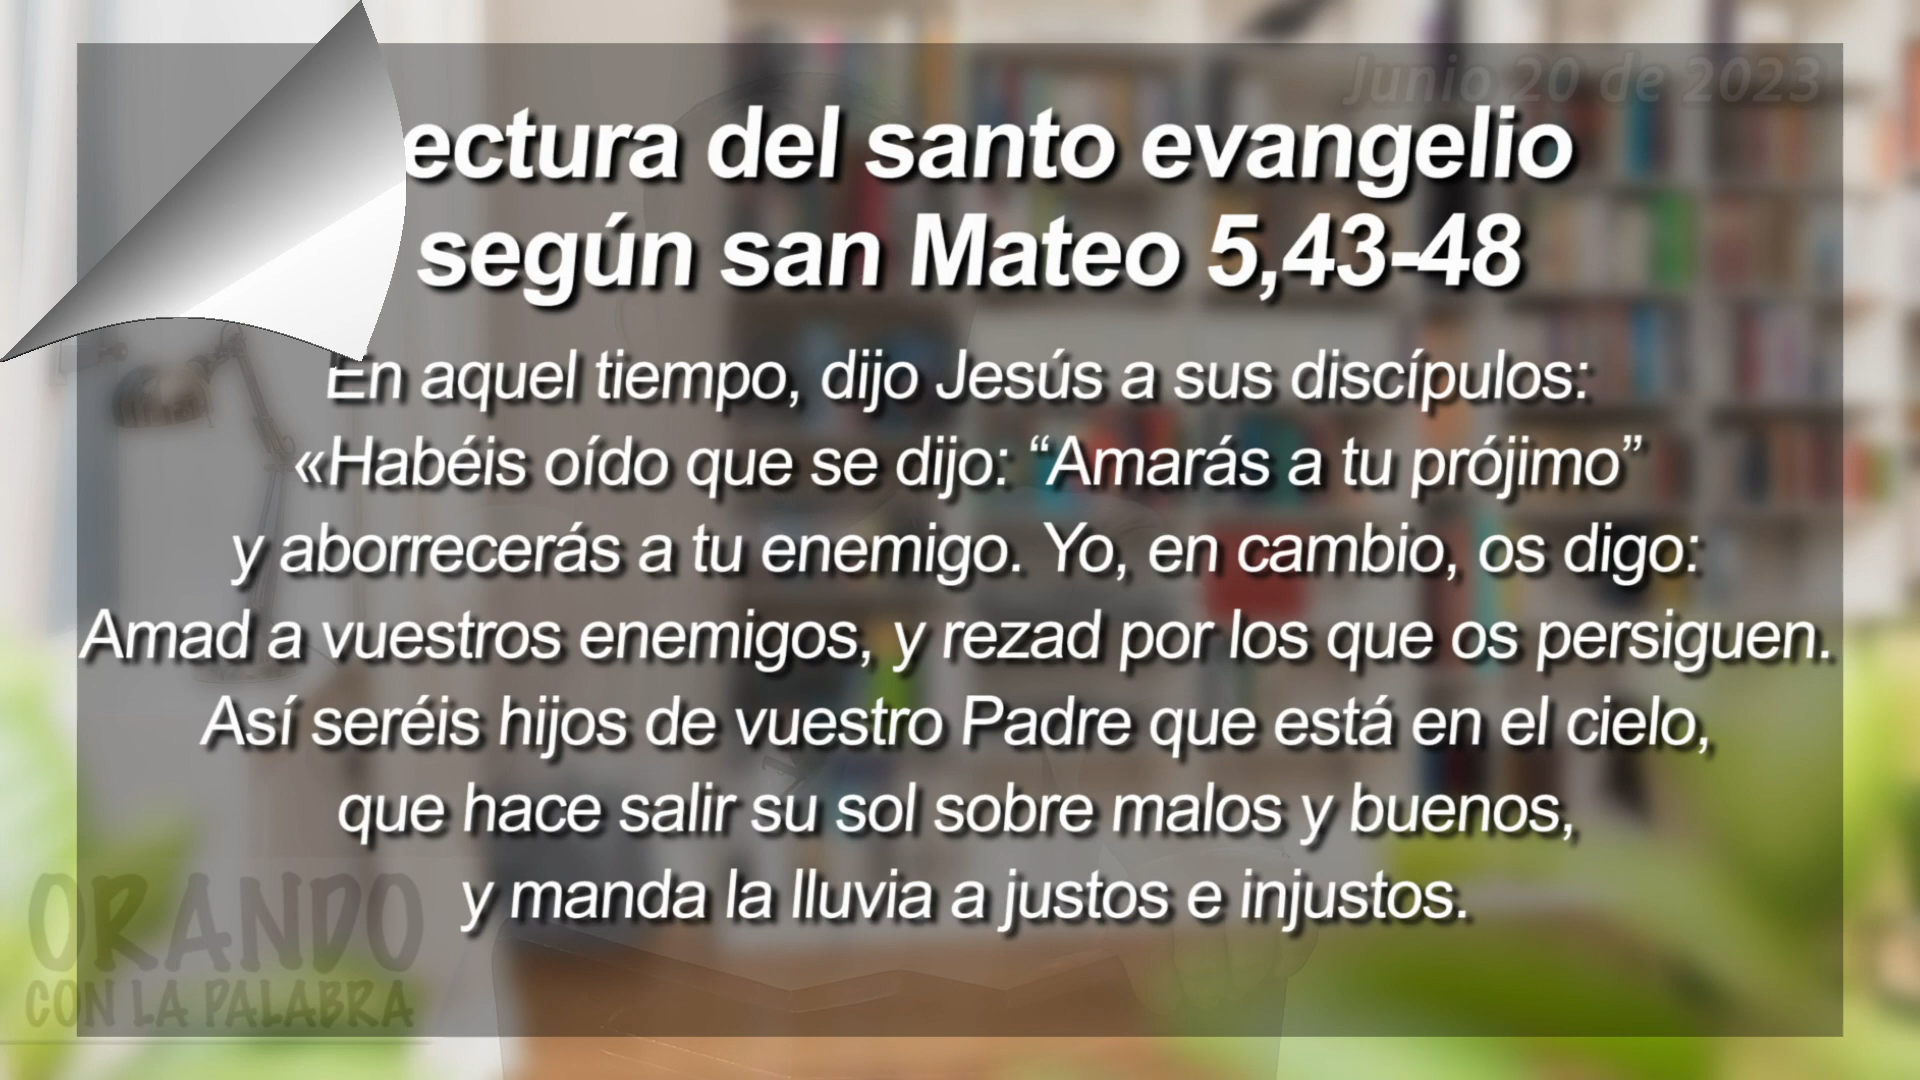 Junio 20 de 2023
ectura del santo evangelio
según san Mateo 5,43-48
En aquel tiempo, dijo Jesús a sus discípulos:
«Habéis oído que se dijo: “Amarás a tu prójimo”
y aborrecerás a tu enemigo. Yo, en cambio, os digo:
Amad a vuestros enemigos, y rezad por los que os persiguen.
Así seréis hijos de vuestro Padre que está en el cielo,
que hace salir su sol sobre malos y buenos,
y manda la lluvia a justos e injustos.
ORANDO
CON LA PALABRA